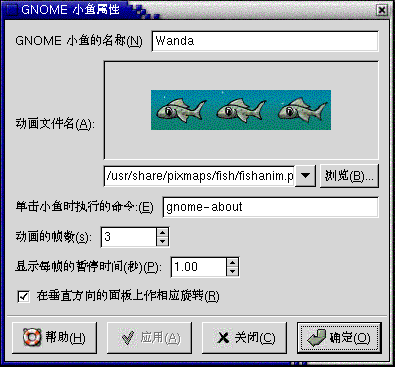 GNOME 小鱼属性
GNOME 小鱼的名称(N) Wanda
动画文件名(A):
/usr/share/pixmaps/fish/fishanim.p 浏览(B)...
单击小鱼时执行的命令:(E) gnome-about
动画的帧数(s): 3
显示每帧的暂停时间(秒)(P): 1.00
在垂直方向的面板上作相应旋转(R)
帮助(H) 应用(A) 关闭(C) 确定(O)